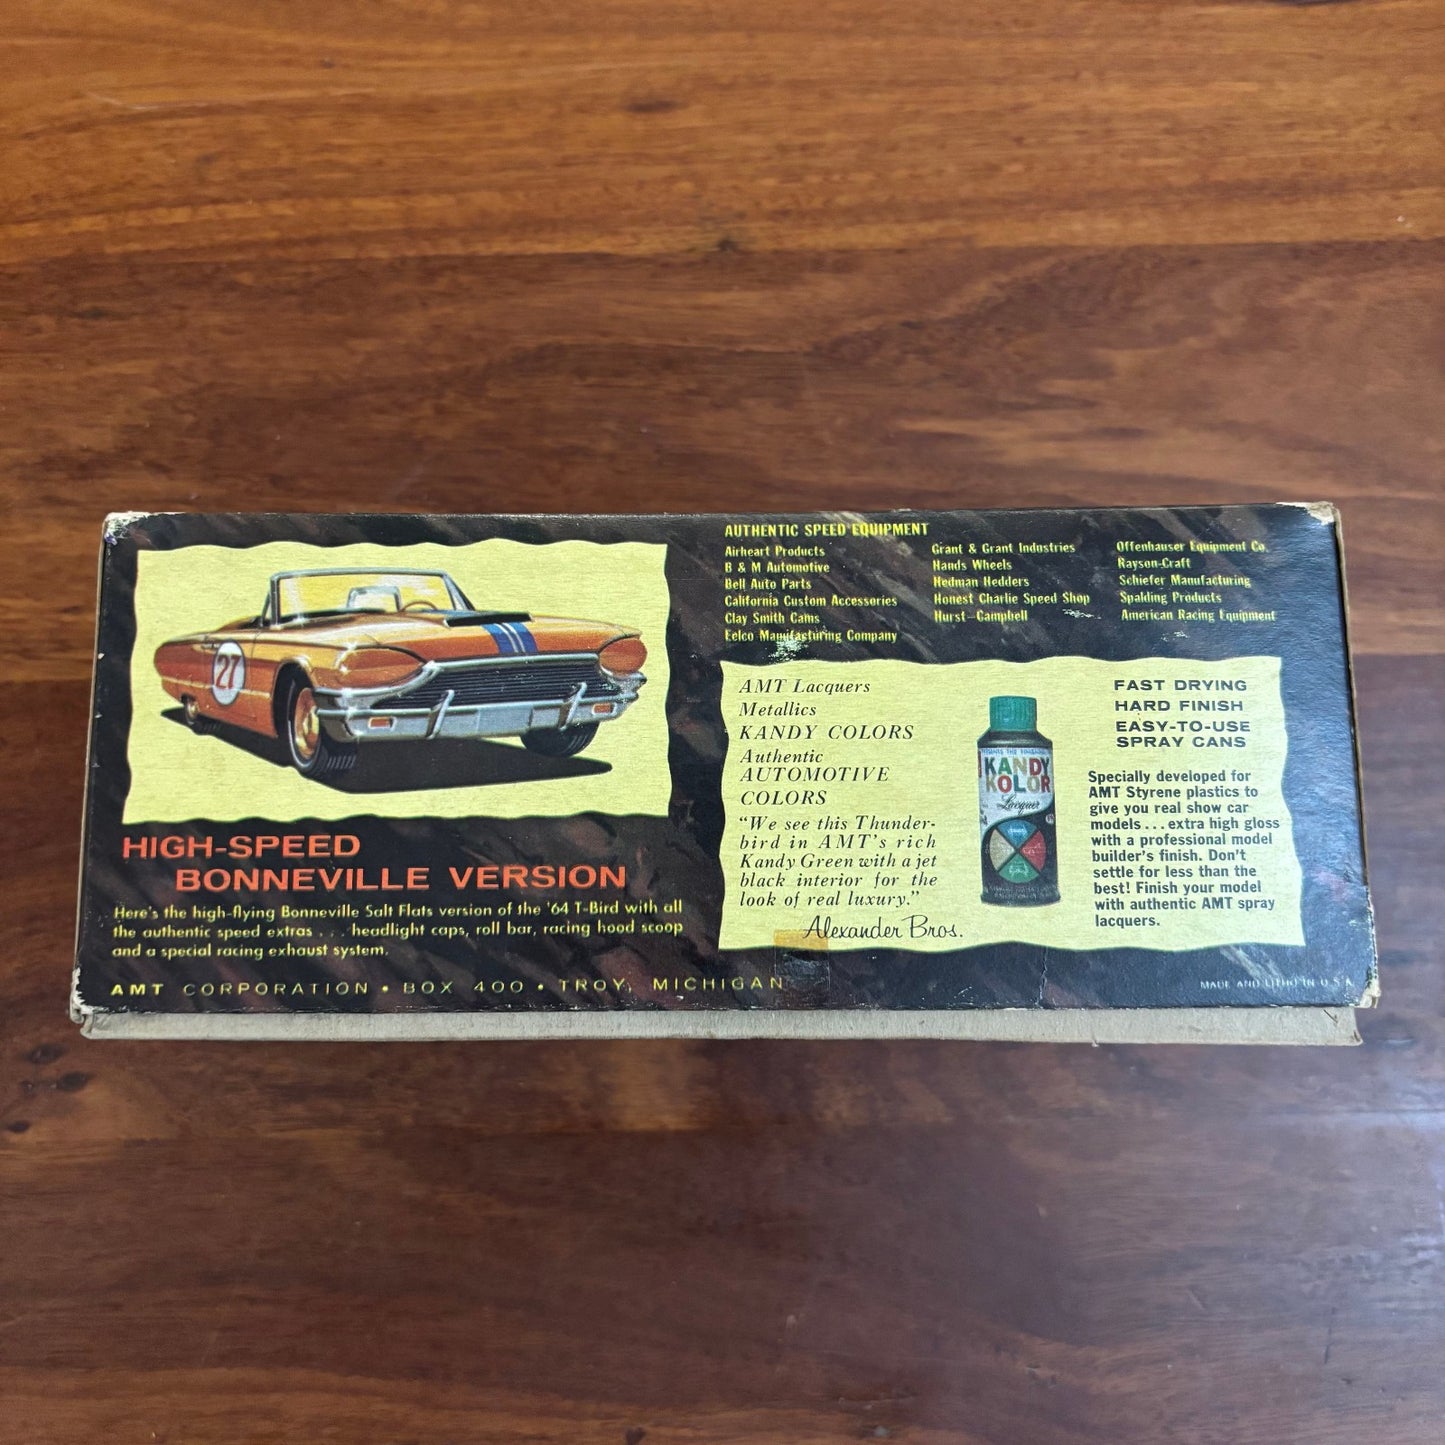 27
HIGH-SPEED
BONNEVILLE VERSION
Here's the high-flying Bonneville Salt Flats version of the '64 T-Bird with all
the authentic speed extras . . . headlight caps, roll bar, racing hood scoop
and a special racing exhaust system.
AMT CORPORATION • BOX 400 • TROY, MICHIGAN
AUTHENTIC SPEED EQUIPMENT
Airheart Products
B & M Automotive
Bell Auto Parts
California Custom Accessories
Clay Smith Cams
Eelco Manufacturing Company
Grant & Grant Industries
Hands Wheels
Hedman Hedders
Honest Charlie Speed Shop
Hurst-Campbell
Offenhauser Equipment Co.
Rayson-Craft
Schiefer Manufacturing
Spalding Products
American Racing Equipment
AMT Lacquers
Metallics
KANDY COLORS
Authentic
AUTOMOTIVE
COLORS
"We see this Thunder-
bird in AMT's rich
Kandy Green with a jet
black interior for the
look of real luxury."
Alexander Bros.
KANDY
KOLOR
Lacquer
FAST DRYING
HARD FINISH
EASY-TO-USE
SPRAY CANS
Specially developed for
AMT Styrene plastics to
give you real show car
models . . . extra high gloss
with a professional model
builder's finish. Don't
settle for less than the
best! Finish your model
with authentic AMT spray
lacquers.
MADE AND LITHO IN U.S.A.